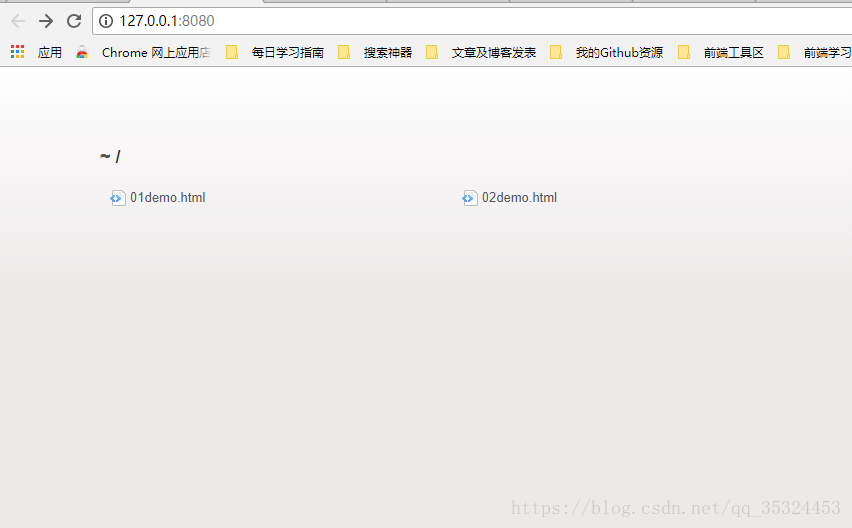 127.0.0.1:8080
应用 Chrome 网上应用店 每日学习指南 搜索神器 文章及博客发表 我的Github资源 前端工具区 前端学习
~ /
01demo.html 02demo.html
https://blog.csdn.net/qq_35324453